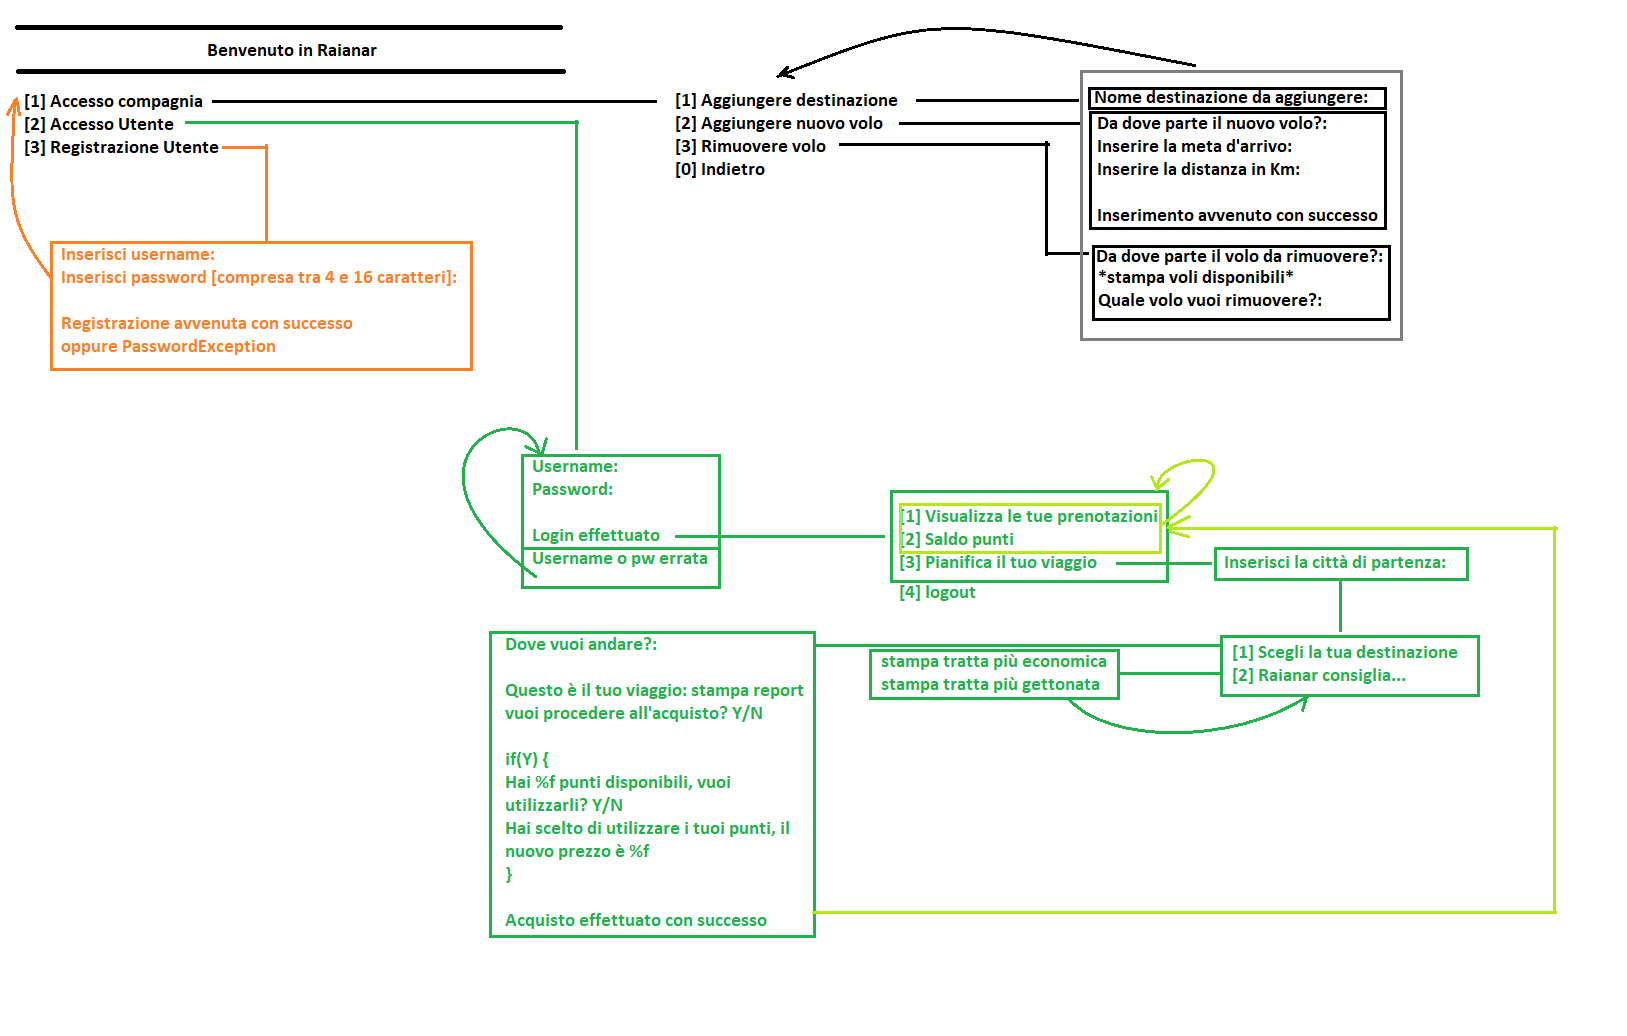 Benvenuto in Raianar
[1] Accesso compagnia
[2] Accesso Utente
[3] Registrazione Utente
[1] Aggiungere destinazione
[2] Aggiungere nuovo volo
[3] Rimuovere volo
[0] Indietro
Nome destinazione da aggiungere:
Da dove parte il nuovo volo?:
Inserire la meta d'arrivo:
Inserire la distanza in Km:
Inserimento avvenuto con successo
Da dove parte il volo da rimuovere?:
*stampa voli disponibili*
Quale volo vuoi rimuovere?:
Inserisci username:
Inserisci password [compresa tra 4 e 16 caratteri]:
Registrazione avvenuta con successo
oppure PasswordException
Username:
Password:
Login effettuato
Username o pw errata
[1] Visualizza le tue prenotazioni
[2] Saldo punti
[3] Pianifica il tuo viaggio
[4] logout
Inserisci la città di partenza:
[1] Scegli la tua destinazione
[2] Raianar consiglia...
stampa tratta più economica
stampa tratta più gettonata
Dove vuoi andare?:
Questo è il tuo viaggio: stampa report
vuoi procedere all'acquisto? Y/N
if(Y) {
Hai %f punti disponibili, vuoi
utilizzarli? Y/N
Hai scelto di utilizzare i tuoi punti, il
nuovo prezzo è %f
}
Acquisto effettuato con successo